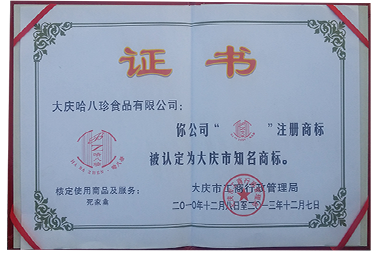 证书
大庆哈八珍食品有限公司：
你公司“ ”注册商标
被认定为大庆市知名商标。
核定使用商品及服务：
死家禽
大庆市工商行政管理局
二〇一〇年十二月八日至二〇一三年十二月七日